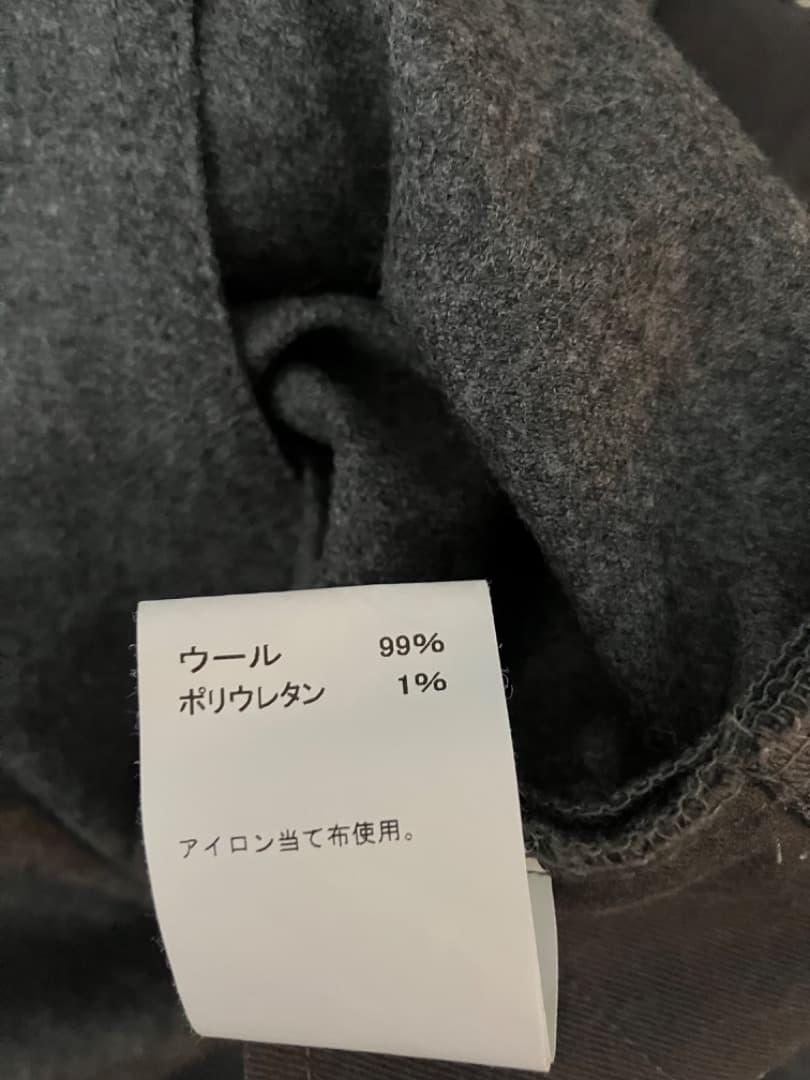 ウール 99%
ポリウレタン 1%
アイロン当て布使用。